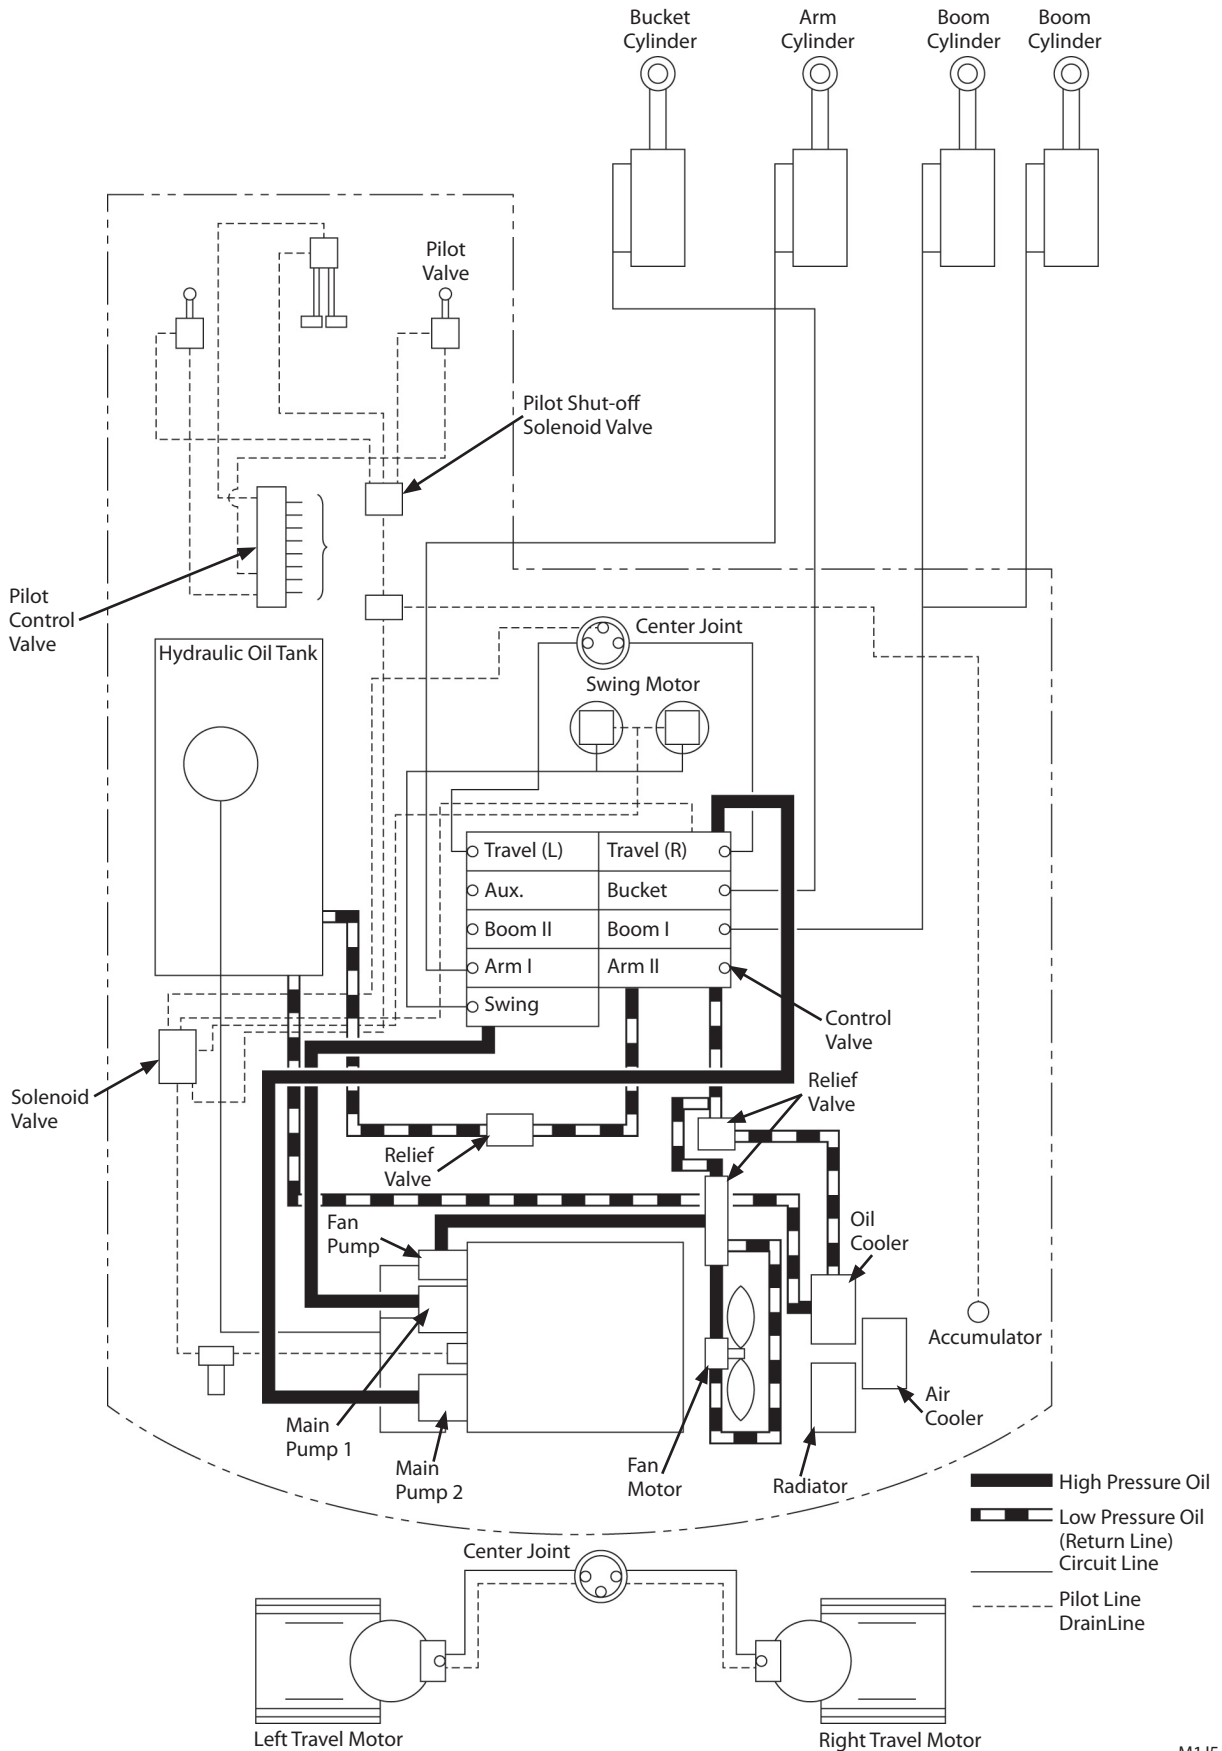 Bucket
Cylinder
Arm
Cylinder
Boom
Cylinder
Boom
Cylinder
Pilot
Valve
Pilot Shut-off
Solenoid Valve
Pilot
Control
Valve
Hydraulic Oil Tank
Center Joint
Swing Motor
Travel (L)
Travel (R)
Aux.
Bucket
Boom II
Boom I
Arm I
Arm II
Swing
Control
Valve
Solenoid
Valve
Relief
Valve
Relief
Valve
Fan
Pump
Oil
Cooler
Accumulator
Air
Cooler
Main
Pump 1
Main
Pump 2
Fan
Motor
Radiator
High Pressure Oil
Low Pressure Oil
(Return Line)
Circuit Line
Pilot Line
DrainLine
Center Joint
Left Travel Motor
Right Travel Motor